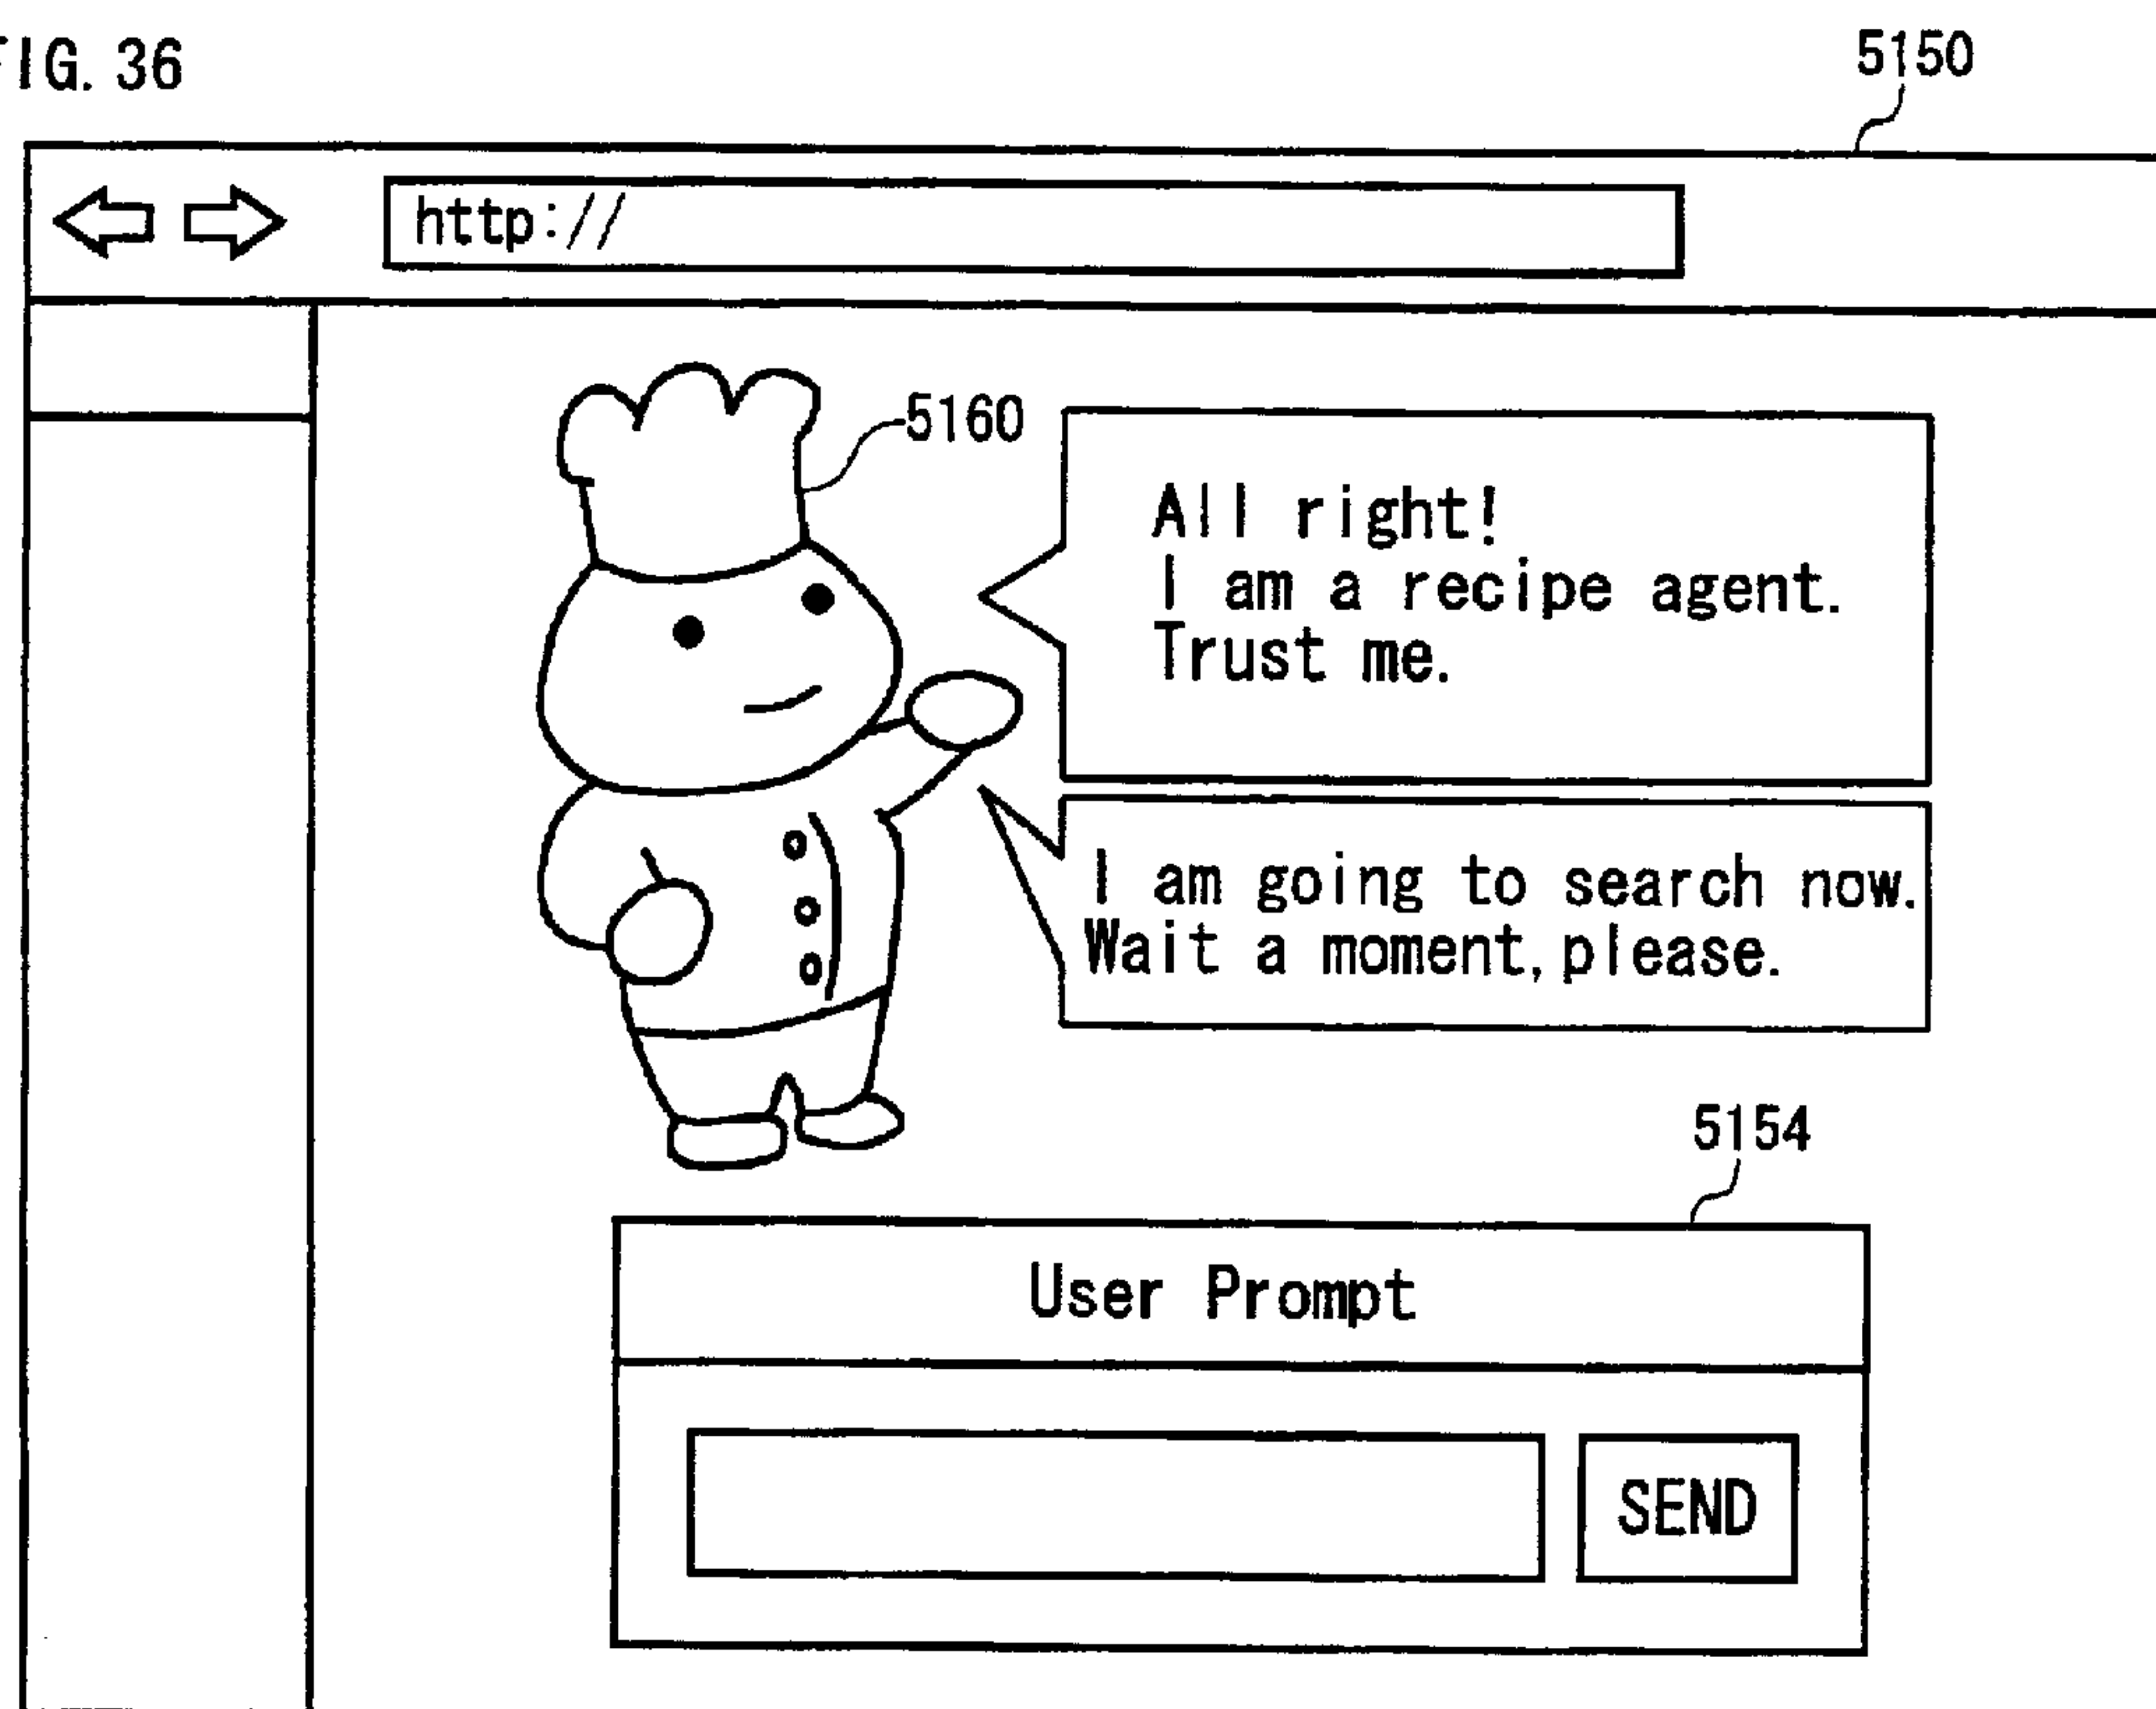 FIG. 36
5150
http://
5160
All right!
I am a recipe agent.
Trust me.
I am going to search now.
Wait a moment, please.
5154
User Prompt
SEND